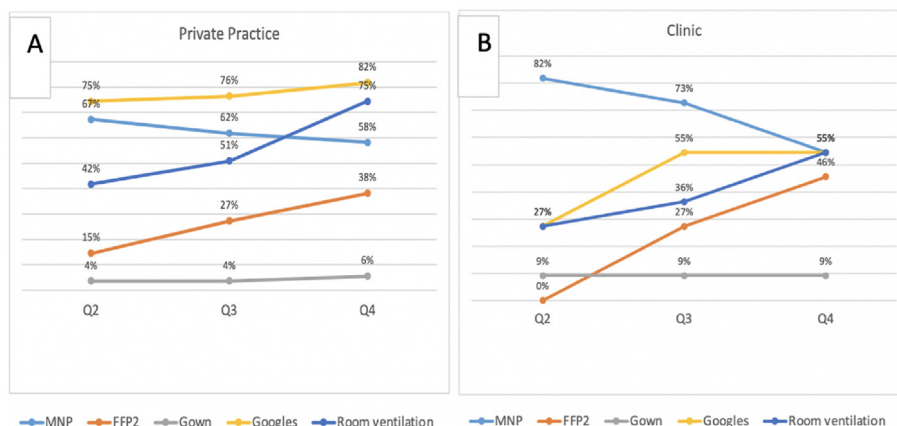 A
Private Practice
75%
76%
82%
67%
62%
58%
42%
51%
75%
15%
27%
38%
4%
4%
6%
Q2
Q3
Q4
MNP
FFP2
Gown
Googles
Room ventilation
B
Clinic
82%
73%
55%
55%
27%
36%
46%
27%
9%
9%
9%
0%
Q2
Q3
Q4
MNP
FFP2
Gown
Googles
Room ventilation